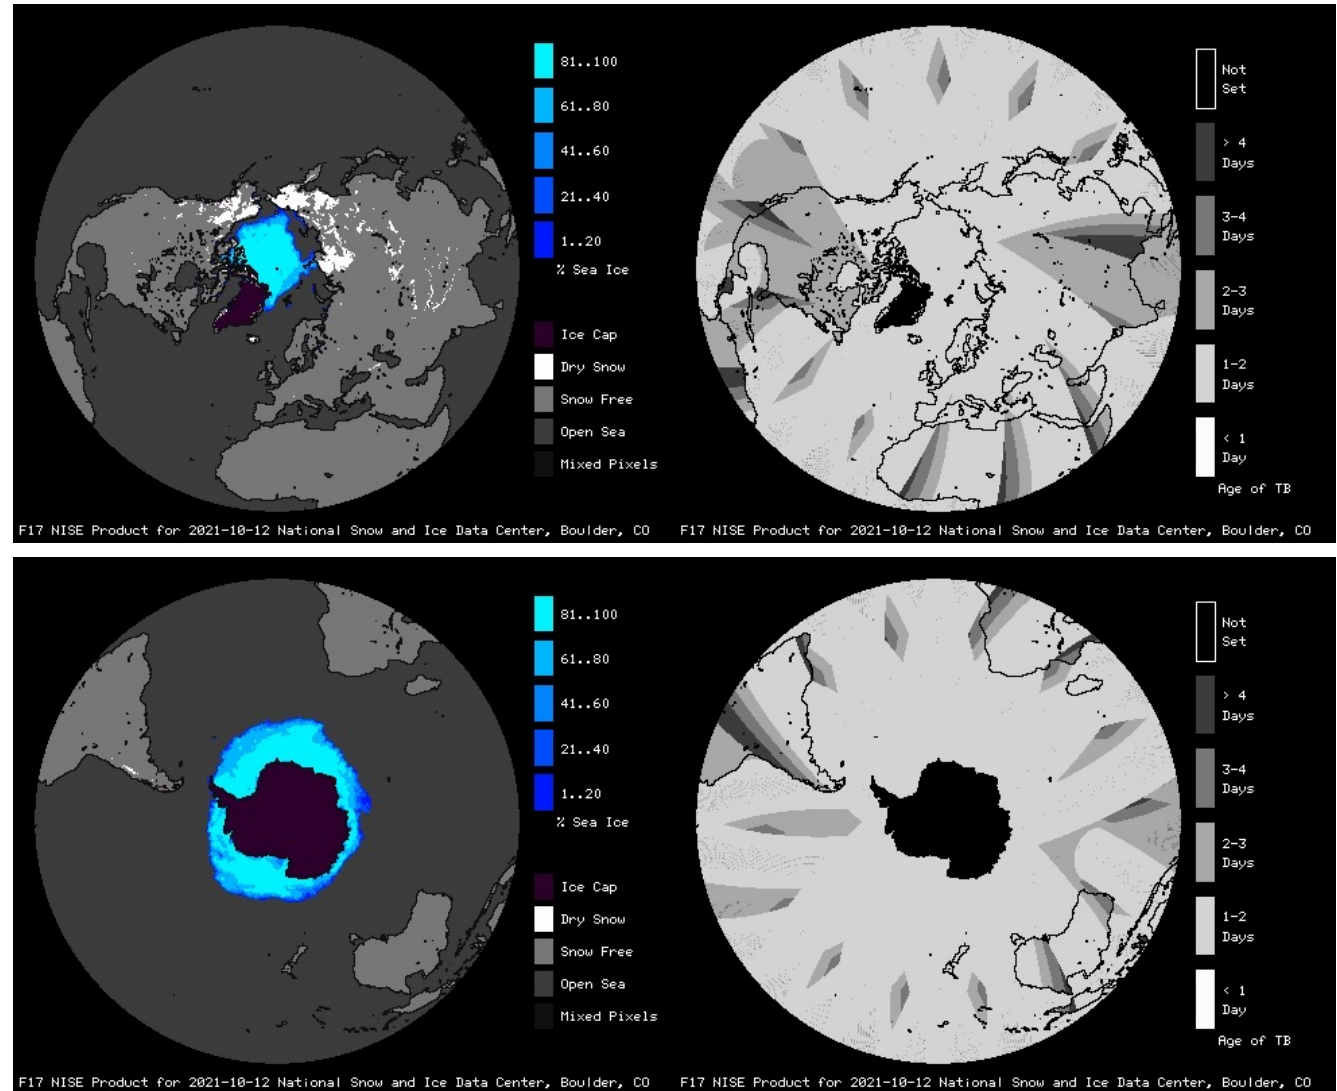 81..100
61..80
41..60
21..40
1..20
% Sea Ice
Ice Cap
Dry Snow
Snow Free
Open Sea
Mixed Pixels
F17 NISE Product for 2021-10-12 National Snow and Ice Data Center, Boulder, CO
Not
Set
> 4
Days
3-4
Days
2-3
Days
1-2
Days
< 1
Day
Age of TB
F17 NISE Product for 2021-10-12 National Snow and Ice Data Center, Boulder, CO
81..100
61..80
41..60
21..40
1..20
% Sea Ice
Ice Cap
Dry Snow
Snow Free
Open Sea
Mixed Pixels
F17 NISE Product for 2021-10-12 National Snow and Ice Data Center, Boulder, CO
Not
Set
> 4
Days
3-4
Days
2-3
Days
1-2
Days
< 1
Day
Age of TB
F17 NISE Product for 2021-10-12 National Snow and Ice Data Center, Boulder, CO